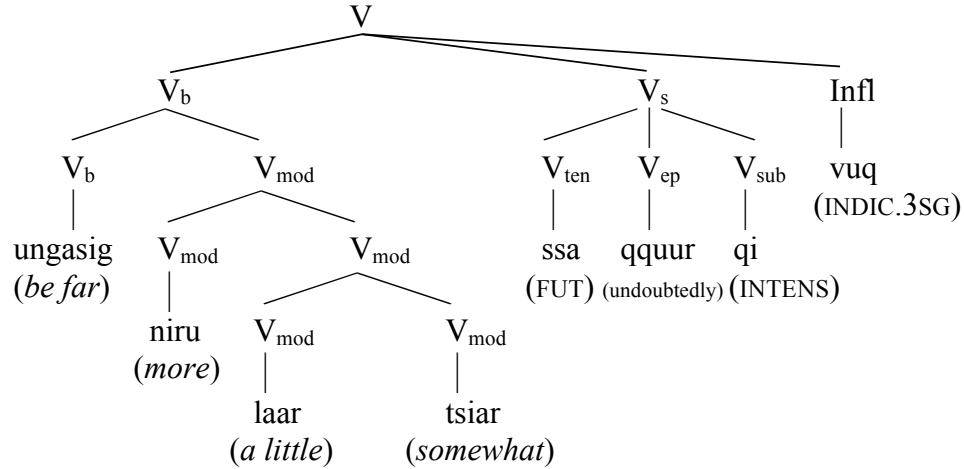 V
V_b V_s Infl
V_b V_mod V_ten V_ep V_sub vuq
(INDIC.3SG)
ungasig V_mod V_mod ssa qquur qi
(be far) (FUT) (undoubtedly) (INTENS)
niru V_mod V_mod
(more)
laar tsiar
(a little) (somewhat)